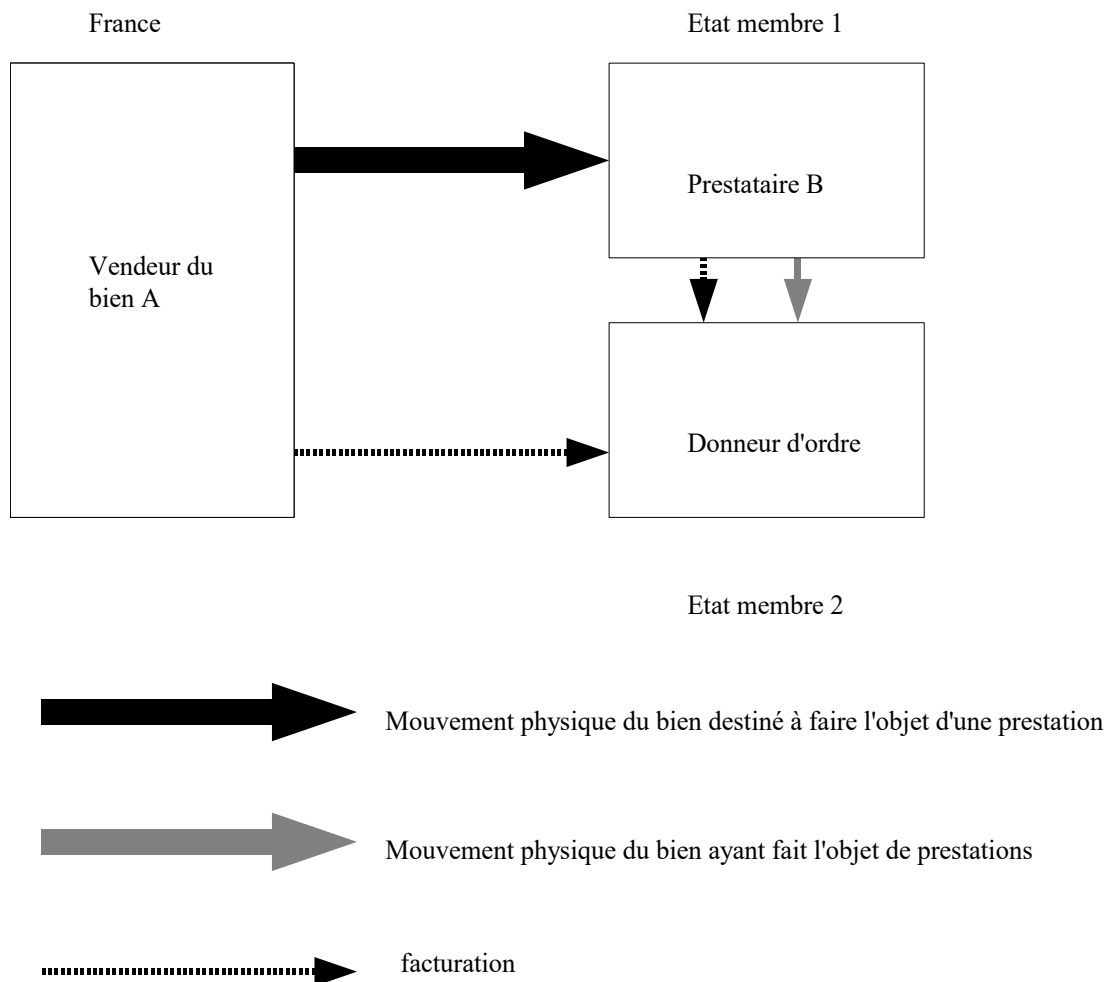 France
Etat membre 1
Prestataire B
Vendeur du
bien A
Donneur d'ordre
Etat membre 2
Mouvement physique du bien destiné à faire l'objet d'une prestation
Mouvement physique du bien ayant fait l'objet de prestations
facturation